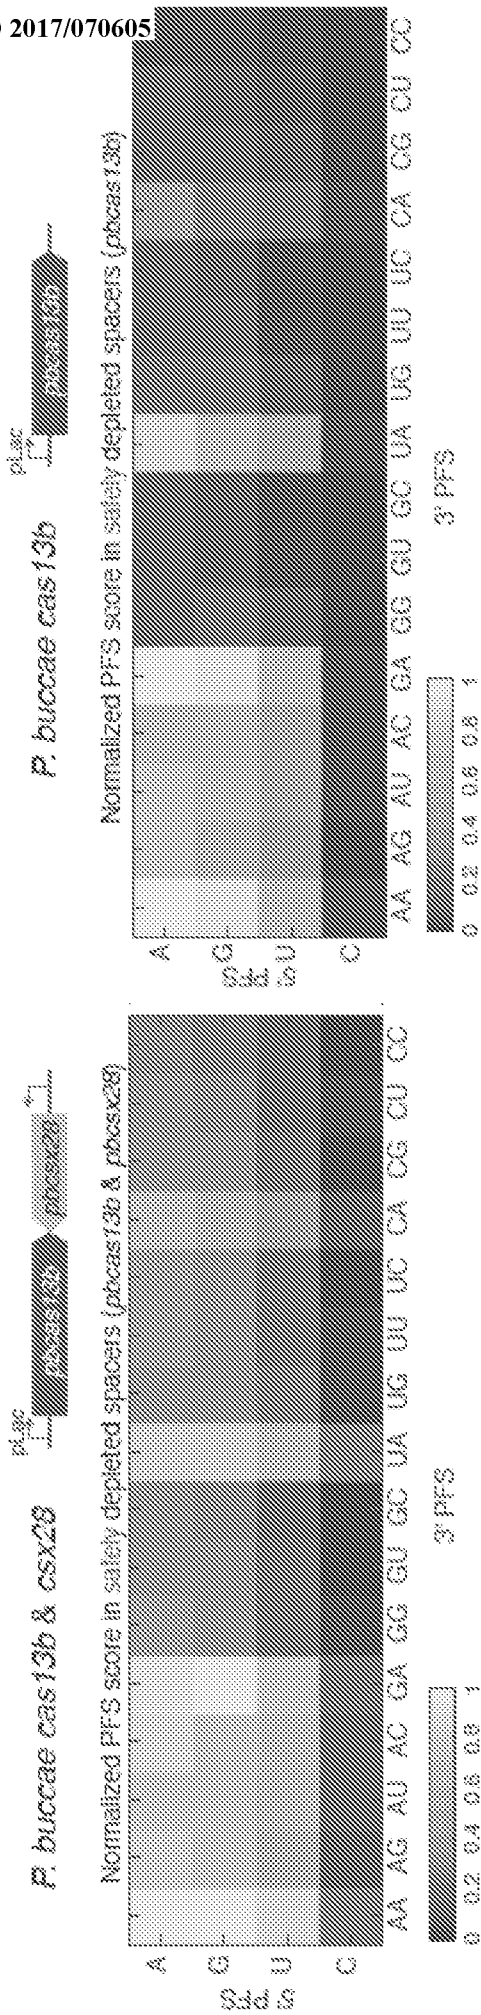 2017/070605
P. buccae cas13b & csx28
pLac
pbcas13b
pbcsx28
Normalized PFS score in safely depleted spacers (pbcas13b & pbcsx28)
5' PFS
A
G
U
C
AA AG AU AC GA GG GU GC UA UG UU UC CA CG CU CC
3' PFS
0 0.2 0.4 0.6 0.8 1
P. buccae cas13b
pLac
pbcas13b
Normalized PFS score in safely depleted spacers (pbcas13b)
5' PFS
A
G
U
C
AA AG AU AC GA GG GU GC UA UG UU UC CA CG CU CC
3' PFS
0 0.2 0.4 0.6 0.8 1